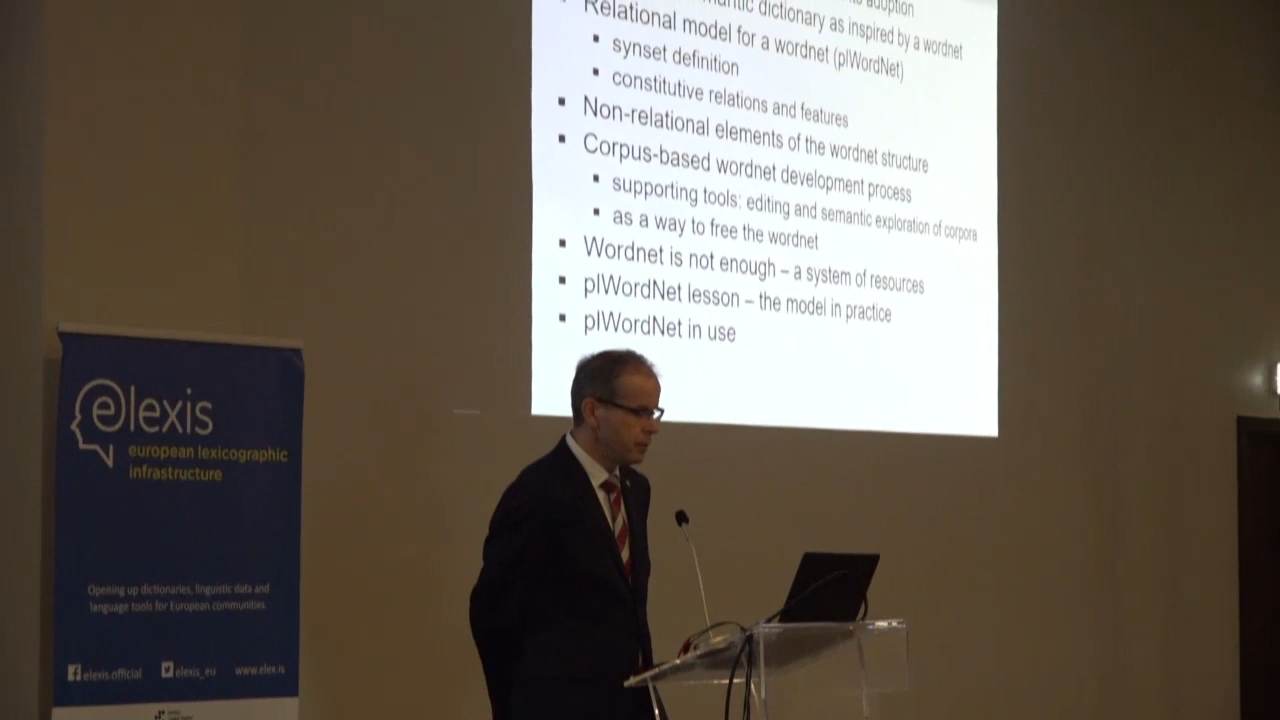 adoption
dictionary as inspired by a wordnet
Relational model for a wordnet (plWordNet)
synset definition
constitutive relations and features
Non-relational elements of the wordnet structure
Corpus-based wordnet development process
supporting tools: editing and semantic exploration of corpora
as a way to free the wordnet
Wordnet is not enough – a system of resources
plWordNet lesson – the model in practice
plWordNet in use
elexis
european lexicographic
infrastructure
Opening up dictionaries, linguistic data and
language tools for European communities
elexis.official elexis_eu www.elex.is